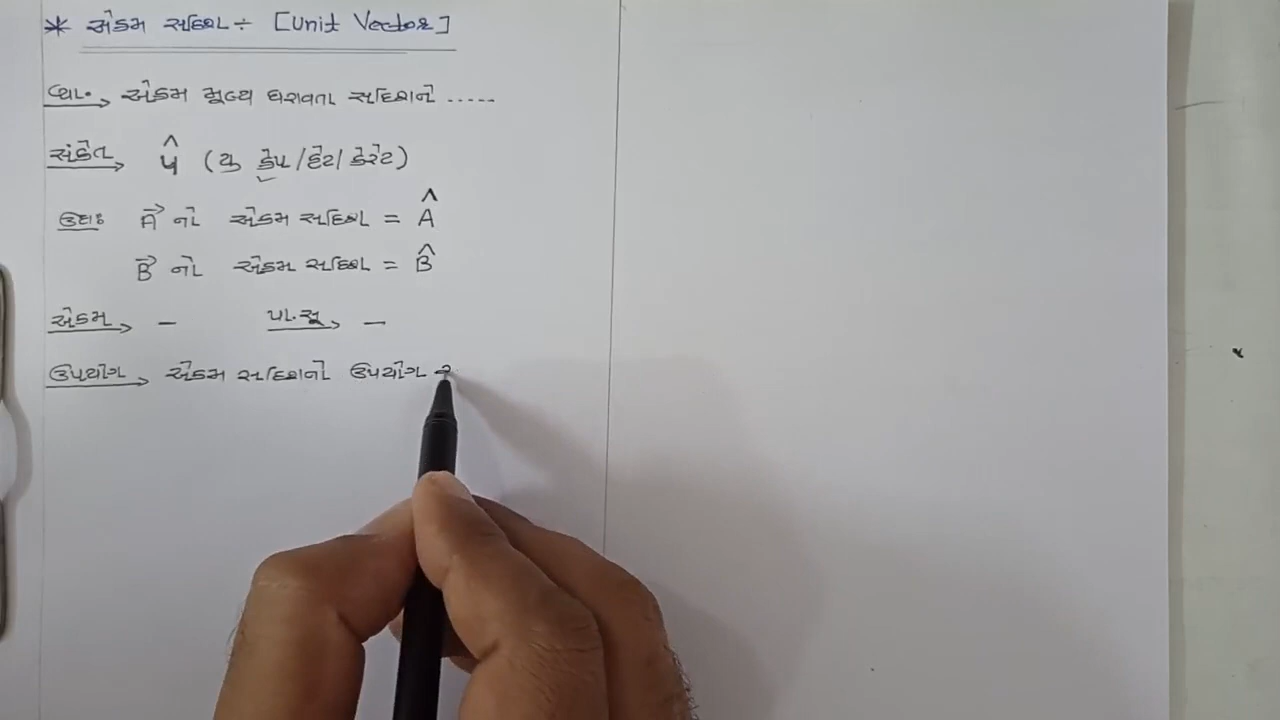 * એકમ સદિશ ÷ [Unit Vector]
વ્યા. → એકમ મૂલ્ય ધરાવતા સદિશને .....
સંકેત → û (યુ કેપ/હેટ/કેરેટ)
ઉદાઃ A⃗ નો એકમ સદિશ = Â
B⃗ નો એકમ સદિશ = B̂
એકમ → – પા.સૂ → –
ઉપયોગ → એકમ સદિશનો ઉપયોગ